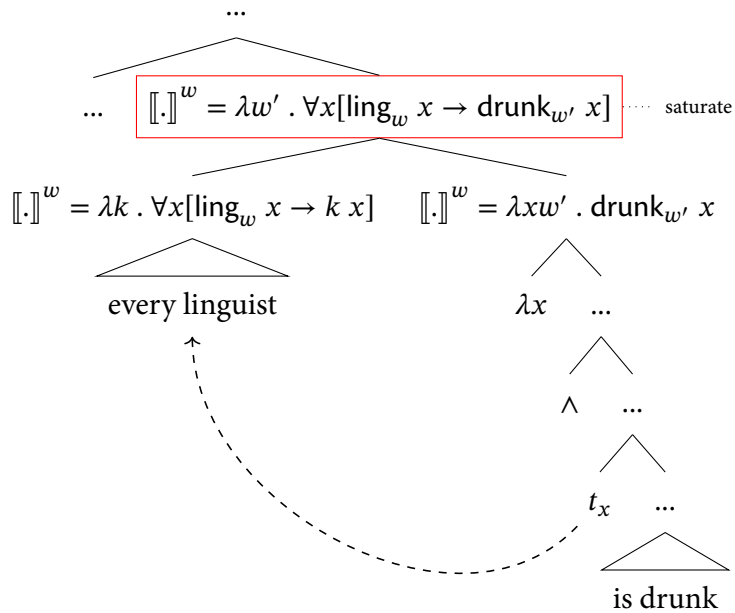 ...
... ⟦.⟧^w = λw′ . ∀x[ling_w x → drunk_w′ x] saturate
⟦.⟧^w = λk . ∀x[ling_w x → k x] ⟦.⟧^w = λxw′ . drunk_w′ x
every linguist λx ...
∧ ...
t_x ...
is drunk